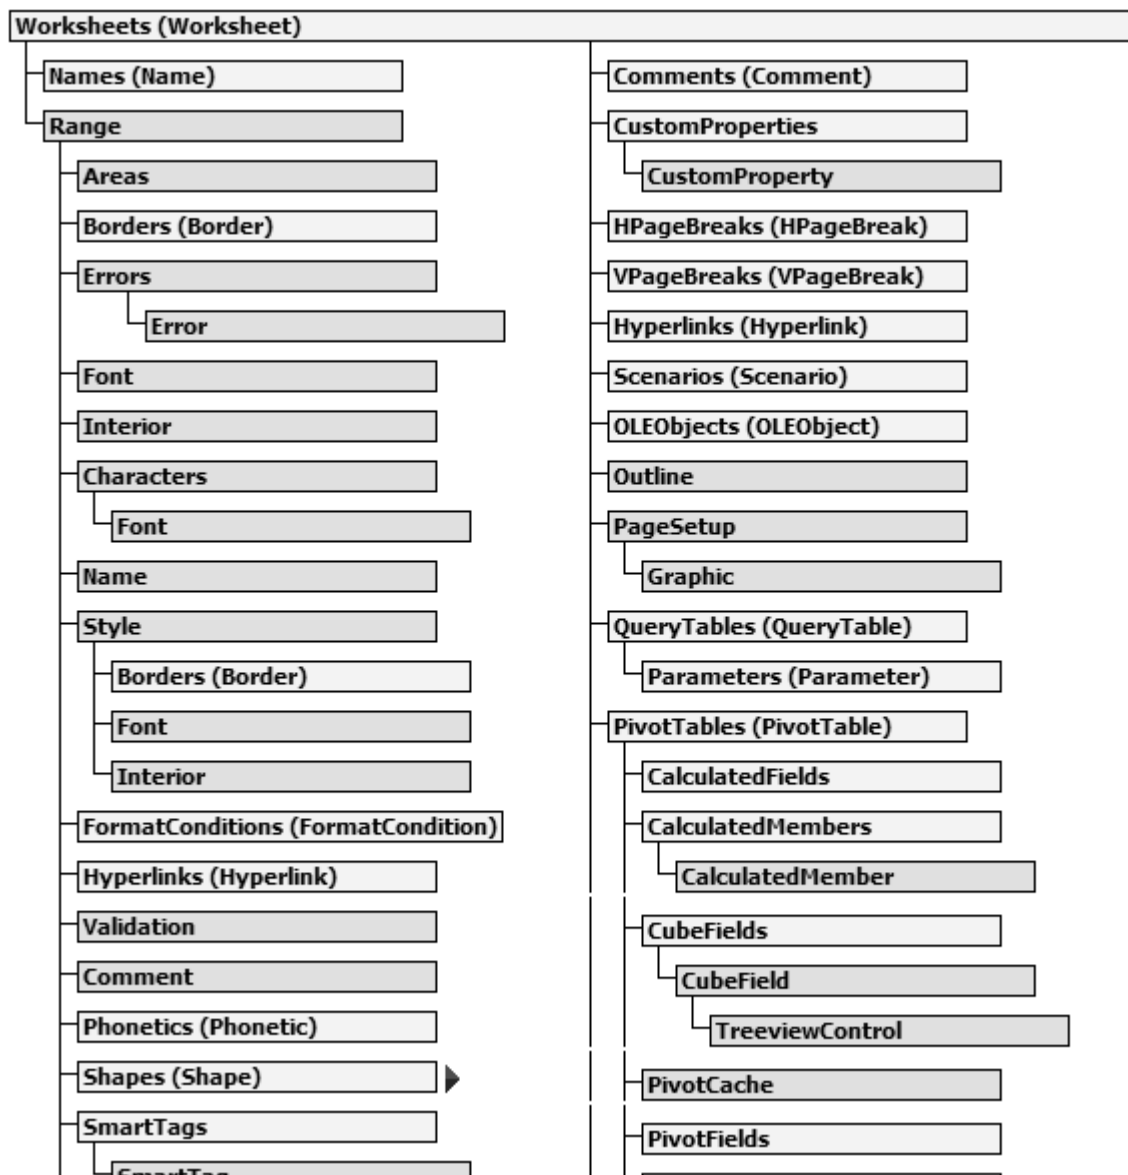 Worksheets (Worksheet)
Names (Name)
Range
Areas
Borders (Border)
Errors
Error
Font
Interior
Characters
Font
Name
Style
Borders (Border)
Font
Interior
FormatConditions (FormatCondition)
Hyperlinks (Hyperlink)
Validation
Comment
Phonetics (Phonetic)
Shapes (Shape)
SmartTags
SmartTag
Comments (Comment)
CustomProperties
CustomProperty
HPageBreaks (HPageBreak)
VPageBreaks (VPageBreak)
Hyperlinks (Hyperlink)
Scenarios (Scenario)
OLEObjects (OLEObject)
Outline
PageSetup
Graphic
QueryTables (QueryTable)
Parameters (Parameter)
PivotTables (PivotTable)
CalculatedFields
CalculatedMembers
CalculatedMember
CubeFields
CubeField
TreeviewControl
PivotCache
PivotFields